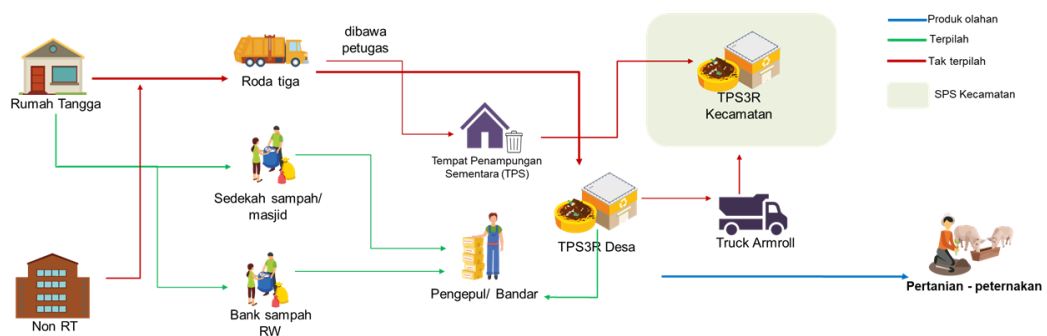 Rumah Tangga
Non RT
Roda tiga
dibawa
petugas
Sedekah sampah/
masjid
Bank sampah
RW
Tempat Penampungan
Sementara (TPS)
Pengepul/ Bandar
TPS3R Desa
TPS3R
Kecamatan
Truck Armroll
Pertanian - peternakan
Produk olahan
Terpilah
Tak terpilah
SPS Kecamatan